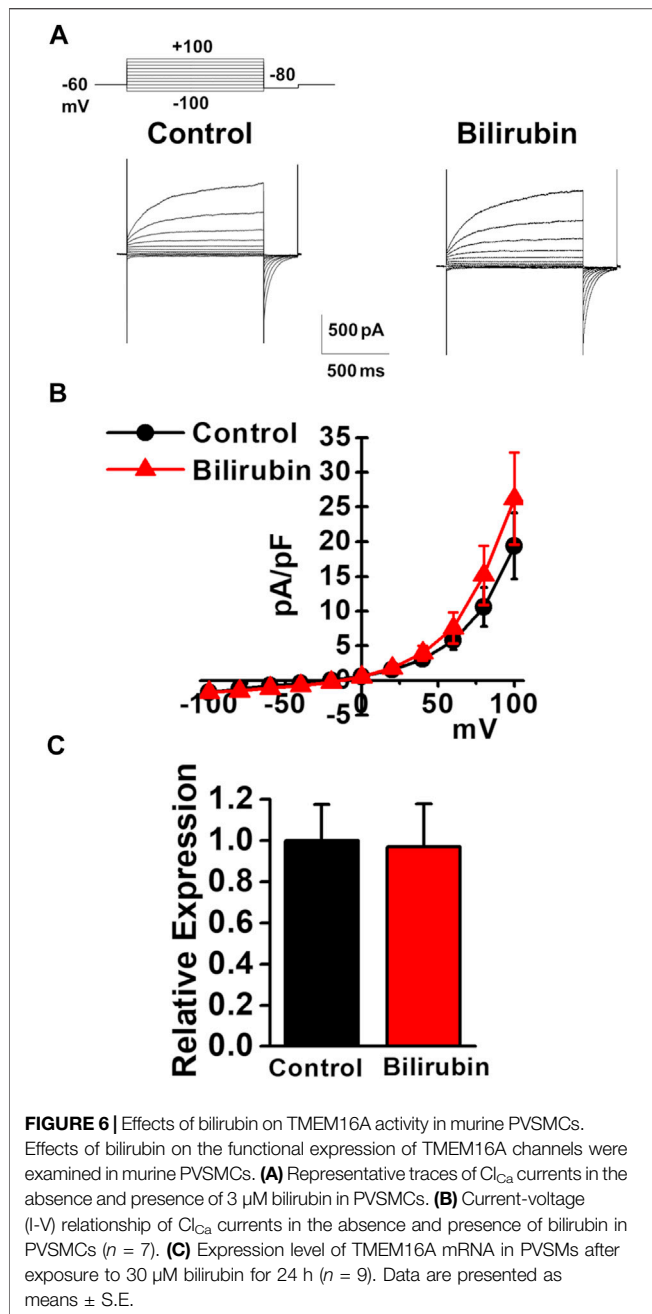 A
+100
-60
-80
mV
-100
Control
Bilirubin
500 pA
500 ms
B
Control
Bilirubin
35
30
25
20
15
10
5
0
-5
pA/pF
-100
-50
0
50
100
mV
C
Relative Expression
1.2
1.0
0.8
0.6
0.4
0.2
0.0
Control
Bilirubin
FIGURE 6 | Effects of bilirubin on TMEM16A activity in murine PVSMCs.
Effects of bilirubin on the functional expression of TMEM16A channels were
examined in murine PVSMCs. (A) Representative traces of ClCa currents in the
absence and presence of 3 µM bilirubin in PVSMCs. (B) Current-voltage
(I-V) relationship of ClCa currents in the absence and presence of bilirubin in
PVSMCs (n = 7). (C) Expression level of TMEM16A mRNA in PVSMs after
exposure to 30 µM bilirubin for 24 h (n = 9). Data are presented as
means ± S.E.